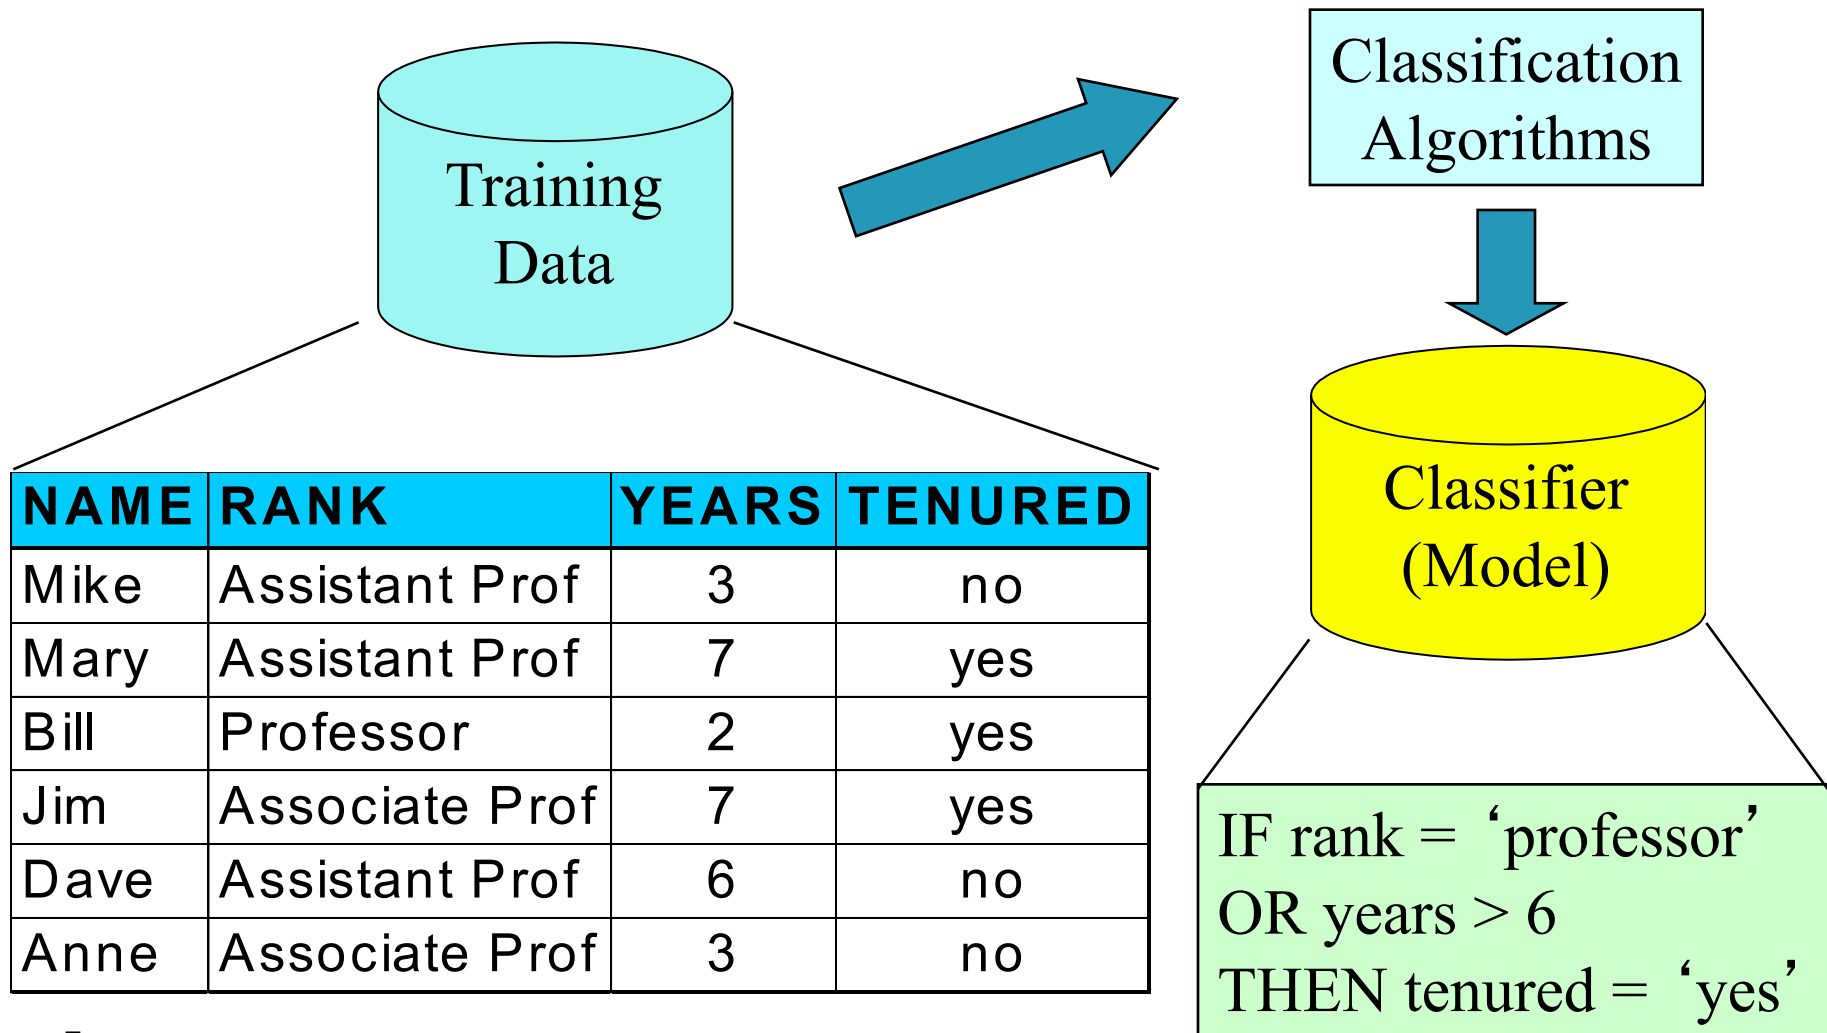 Training
Data
Classification
Algorithms
NAME RANK YEARS TENURED
Mike Assistant Prof 3 no
Mary Assistant Prof 7 yes
Bill Professor 2 yes
Jim Associate Prof 7 yes
Dave Assistant Prof 6 no
Anne Associate Prof 3 no
Classifier
(Model)
IF rank = ‘professor’
OR years > 6
THEN tenured = ‘yes’